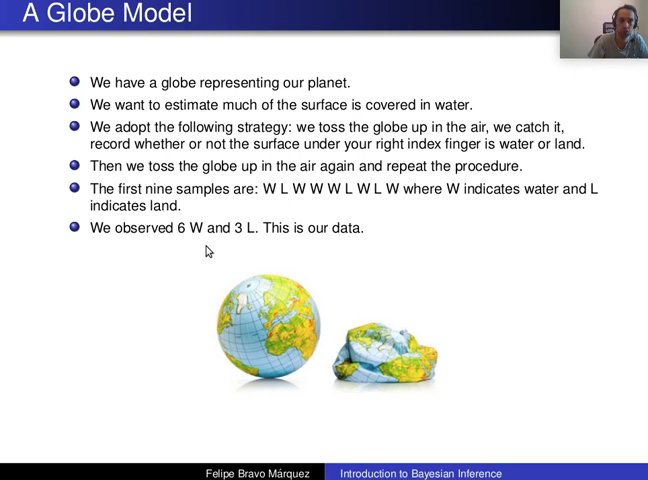 A Globe Model
We have a globe representing our planet.
We want to estimate much of the surface is covered in water.
We adopt the following strategy: we toss the globe up in the air, we catch it,
record whether or not the surface under your right index finger is water or land.
Then we toss the globe up in the air again and repeat the procedure.
The first nine samples are: W L W W W L W L W where W indicates water and L
indicates land.
We observed 6 W and 3 L. This is our data.
Felipe Bravo Márquez
Introduction to Bayesian Inference